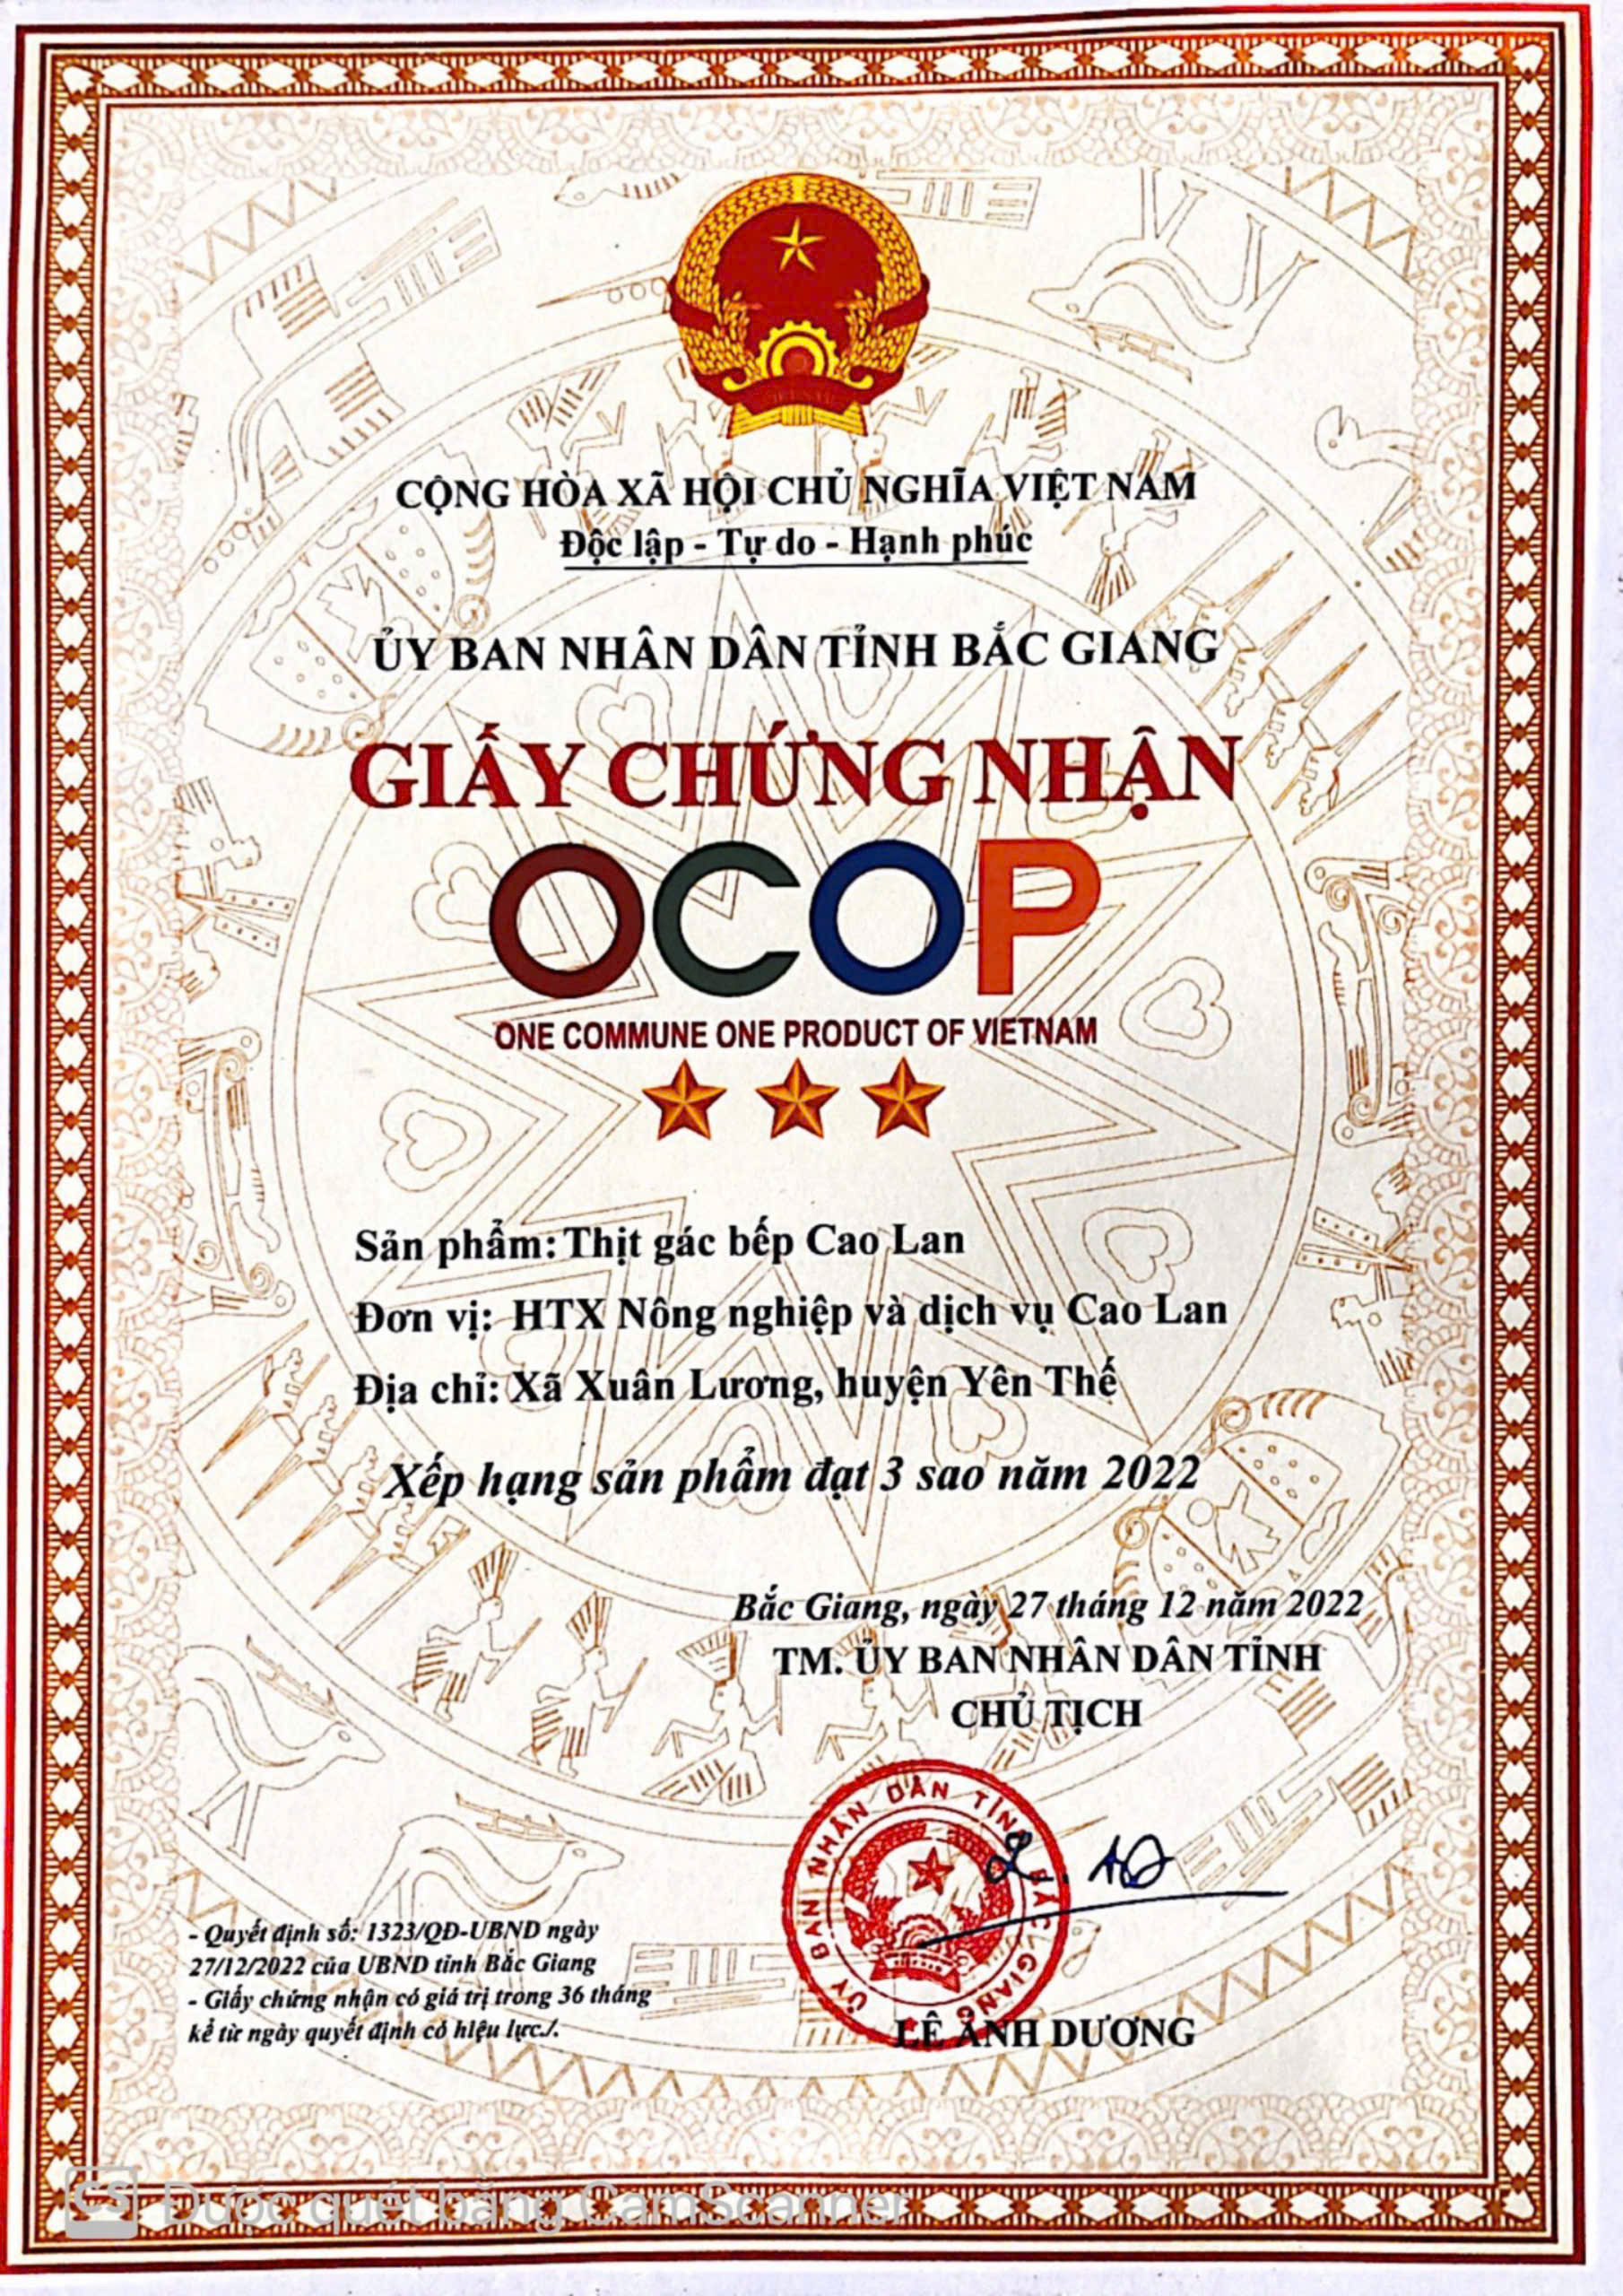 CỘNG HÒA XÃ HỘI CHỦ NGHĨA VIỆT NAM
Độc lập - Tự do - Hạnh phúc
ỦY BAN NHÂN DÂN TỈNH BẮC GIANG
GIẤY CHỨNG NHẬN
OCOP
ONE COMMUNE ONE PRODUCT OF VIETNAM
Sản phẩm: Thịt gác bếp Cao Lan
Đơn vị: HTX Nông nghiệp và dịch vụ Cao Lan
Địa chỉ: Xã Xuân Lương, huyện Yên Thế
Xếp hạng sản phẩm đạt 3 sao năm 2022
Bắc Giang, ngày 27 tháng 12 năm 2022
TM. ỦY BAN NHÂN DÂN TỈNH
CHỦ TỊCH
ỦY BAN NHÂN DÂN TỈNH BẮC GIANG
LÊ ÁNH DƯƠNG
- Quyết định số: 1323/QĐ-UBND ngày
27/12/2022 của UBND tỉnh Bắc Giang
- Giấy chứng nhận có giá trị trong 36 tháng
kể từ ngày quyết định có hiệu lực./.
CS Được quét bằng CamScanner